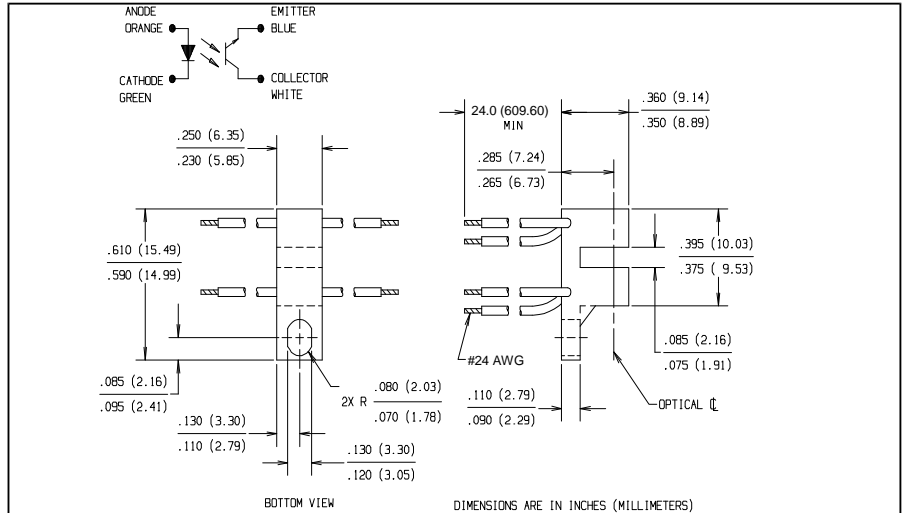 ANODE
ORANGE
EMITTER
BLUE
CATHODE
GREEN
COLLECTOR
WHITE
24.0 (609.60)
MIN
.360 (9.14)
.350 (8.89)
.250 (6.35)
.230 (5.85)
.285 (7.24)
.265 (6.73)
.610 (15.49)
.590 (14.99)
.395 (10.03)
.375 ( 9.53)
#24 AWG
.085 (2.16)
.075 (1.91)
.085 (2.16)
.095 (2.41)
2X R .080 (2.03)
.070 (1.78)
.110 (2.79)
.090 (2.29)
OPTICAL ℄
.130 (3.30)
.110 (2.79)
.130 (3.30)
.120 (3.05)
BOTTOM VIEW
DIMENSIONS ARE IN INCHES (MILLIMETERS)